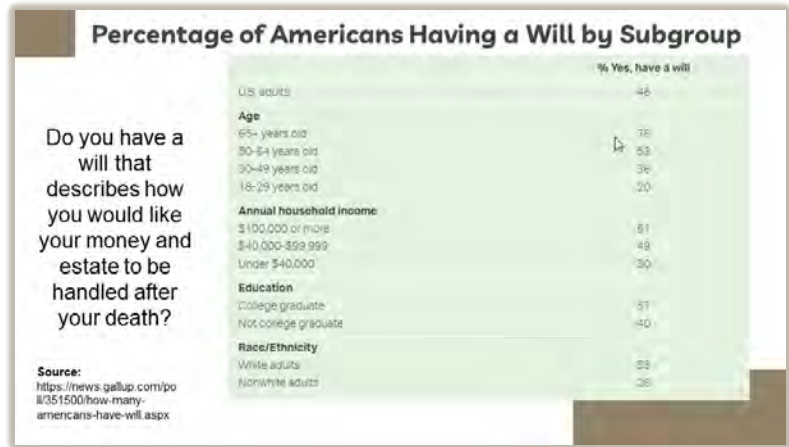 Percentage of Americans Having a Will by Subgroup
% Yes, have a will
U.S. adults 46
Age
65+ years old 76
50-64 years old 53
30-49 years old 36
18-29 years old 20
Annual household income
$100,000 or more 61
$40,000-$99,999 49
Under $40,000 30
Education
College graduate
Not college graduate 40
Race/Ethnicity
White adults
Nonwhite adults
Do you have a
will that
describes how
you would like
your money and
estate to be
handled after
your death?
Source:
https://news.gallup.com/po
ll/351500/how-many-
americans-have-will.aspx